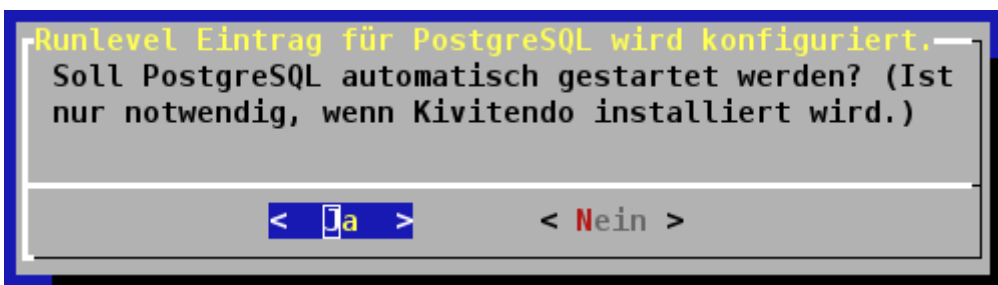 Runlevel Eintrag für PostgreSQL wird konfiguriert.
Soll PostgreSQL automatisch gestartet werden? (Ist
nur notwendig, wenn Kivitendo installiert wird.)
< Ja > < Nein >